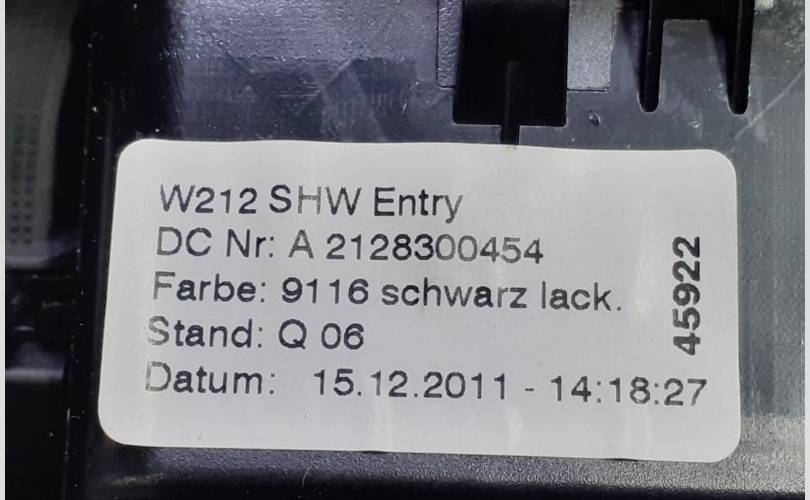 W212 SHW Entry
DC Nr: A 2128300454
Farbe: 9116 schwarz lack.
Stand: Q 06
Datum: 15.12.2011 - 14:18:27
45922